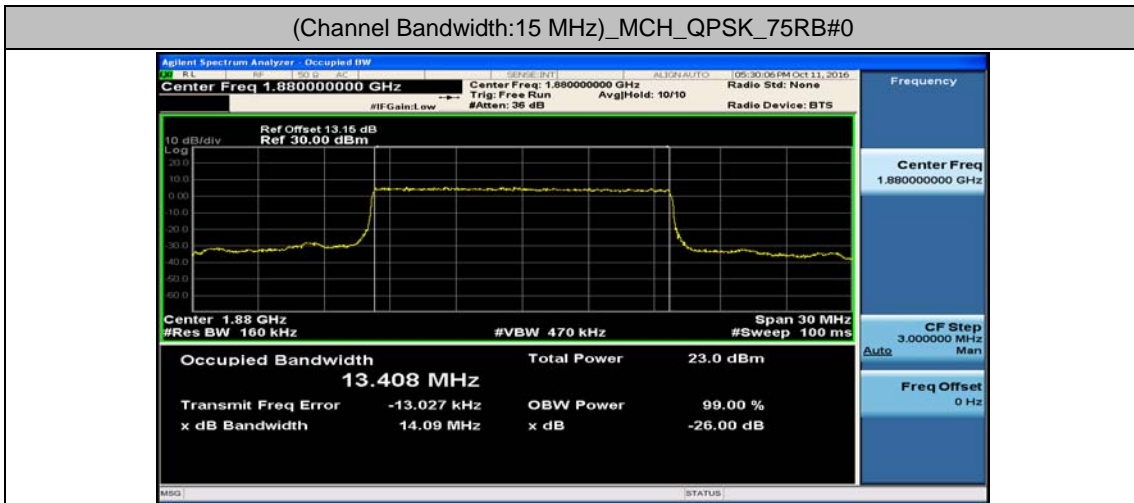 (Channel Bandwidth:15 MHz)_MCH_QPSK_75RB#0
Agilent Spectrum Analyzer - Occupied BW
RL RF 50 Ω AC SENSE:INT ALIGN AUTO 05:30:06 PM Oct 11, 2016
Center Freq 1.880000000 GHz
Center Freq: 1.880000000 GHz
Radio Std: None
Trig: Free Run Avg|Hold: 10/10
#IFGain:Low #Atten: 36 dB Radio Device: BTS
Ref Offset 13.15 dB
10 dB/div Ref 30.00 dBm
Log
20.0
10.0
0.00
-10.0
-20.0
-30.0
-40.0
-50.0
-60.0
Center 1.88 GHz Span 30 MHz
#Res BW 160 kHz #VBW 470 kHz #Sweep 100 ms
Occupied Bandwidth Total Power 23.0 dBm
13.408 MHz
Transmit Freq Error -13.027 kHz OBW Power 99.00 %
x dB Bandwidth 14.09 MHz x dB -26.00 dB
MSG STATUS
Frequency
Center Freq
1.880000000 GHz
CF Step
3.000000 MHz
Auto Man
Freq Offset
0 Hz